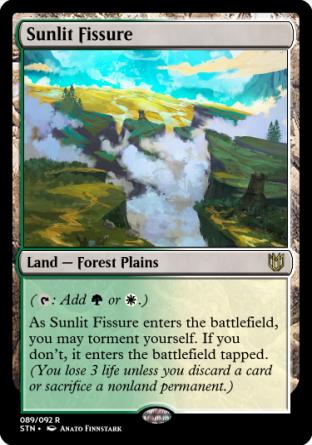 Sunlit Fissure
Land — Forest Plains
(: Add or .)
As Sunlit Fissure enters the battlefield,
you may torment yourself. If you
don't, it enters the battlefield tapped.
(You lose 3 life unless you discard a card
or sacrifice a nonland permanent.)
089/092 R
STN • Anato Finnstark